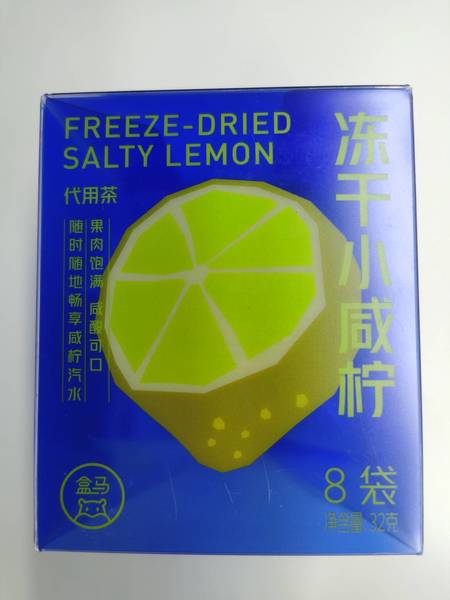 FREEZE-DRIED
SALTY LEMON
冻干小咸柠
代用茶
果肉饱满 咸酸可口
随时随地畅享咸柠汽水
盒马
8袋
净含量:32克